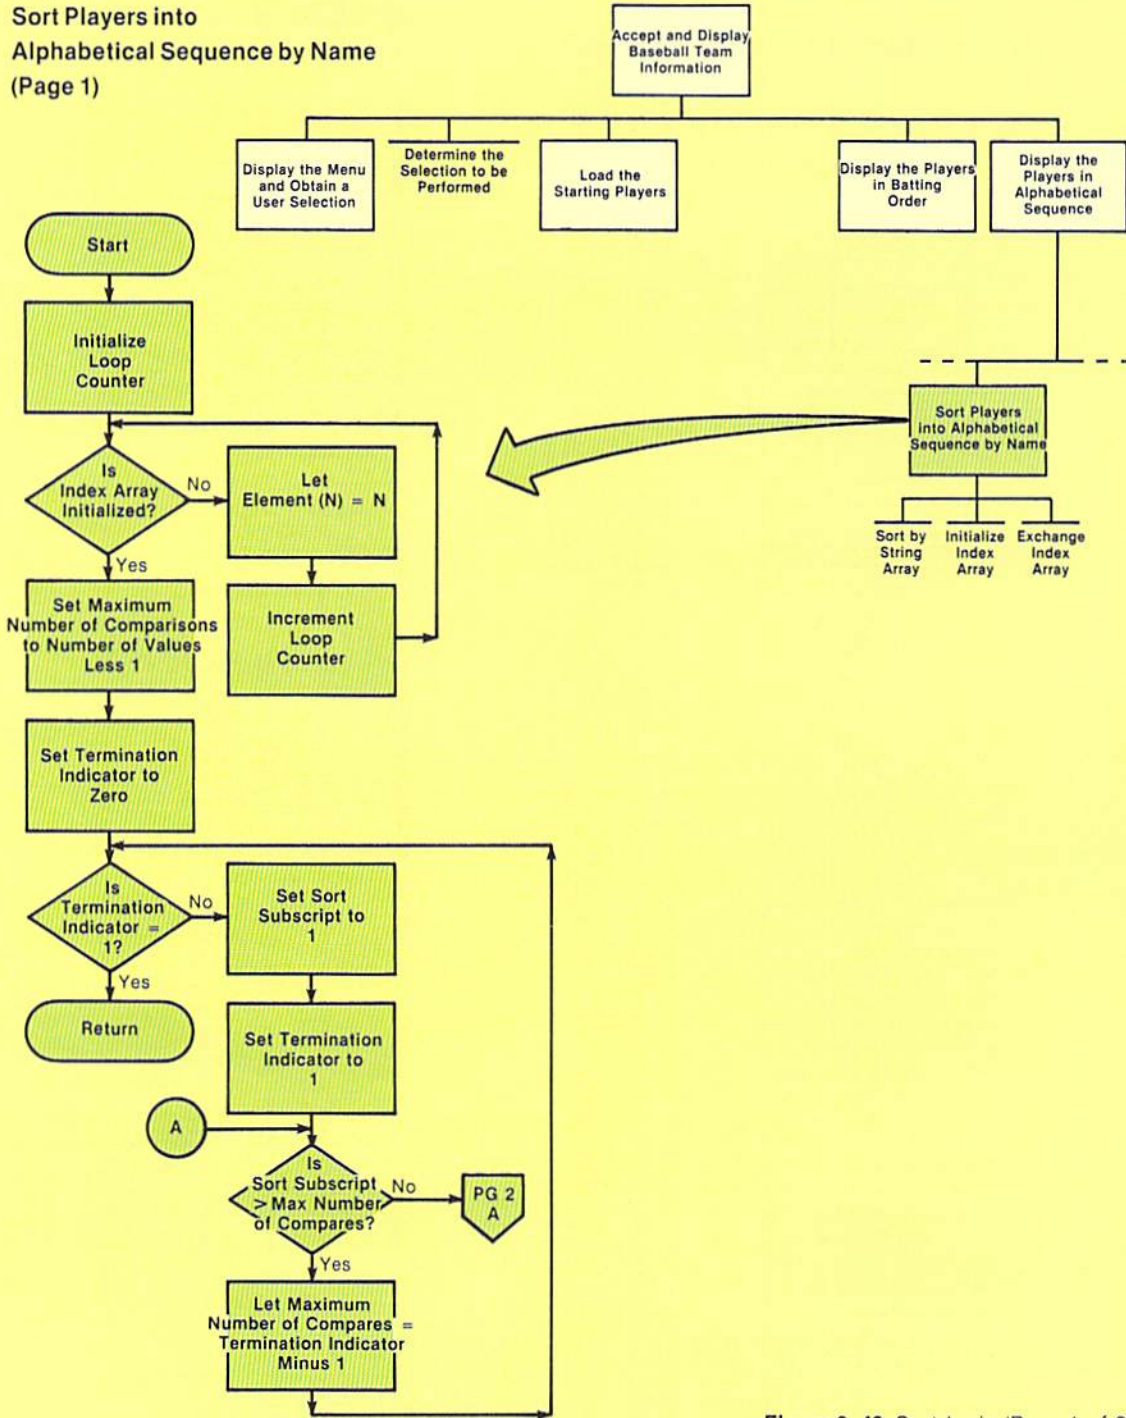 Sort Players into
Alphabetical Sequence by Name
(Page 1)
Accept and Display
Baseball Team
Information
Display the Menu
and Obtain a
User Selection
Determine the
Selection to be
Performed
Load the
Starting Players
Display the Players
in Batting
Order
Display the
Players in
Alphabetical
Sequence
Sort Players
into Alphabetical
Sequence by Name
Sort by
String
Array
Initialize
Index
Array
Exchange
Index
Array
Start
Initialize
Loop
Counter
Is
Index Array
Initialized?
No
Let
Element (N) = N
Increment
Loop
Counter
Yes
Set Maximum
Number of Comparisons
to Number of Values
Less 1
Set Termination
Indicator to
Zero
Is
Termination
Indicator =
1?
No
Set Sort
Subscript to
1
Yes
Return
Set Termination
Indicator to
1
A
Is
Sort Subscript
> Max Number
of Compares?
No
PG 2
A
Yes
Let Maximum
Number of Compares =
Termination Indicator
Minus 1